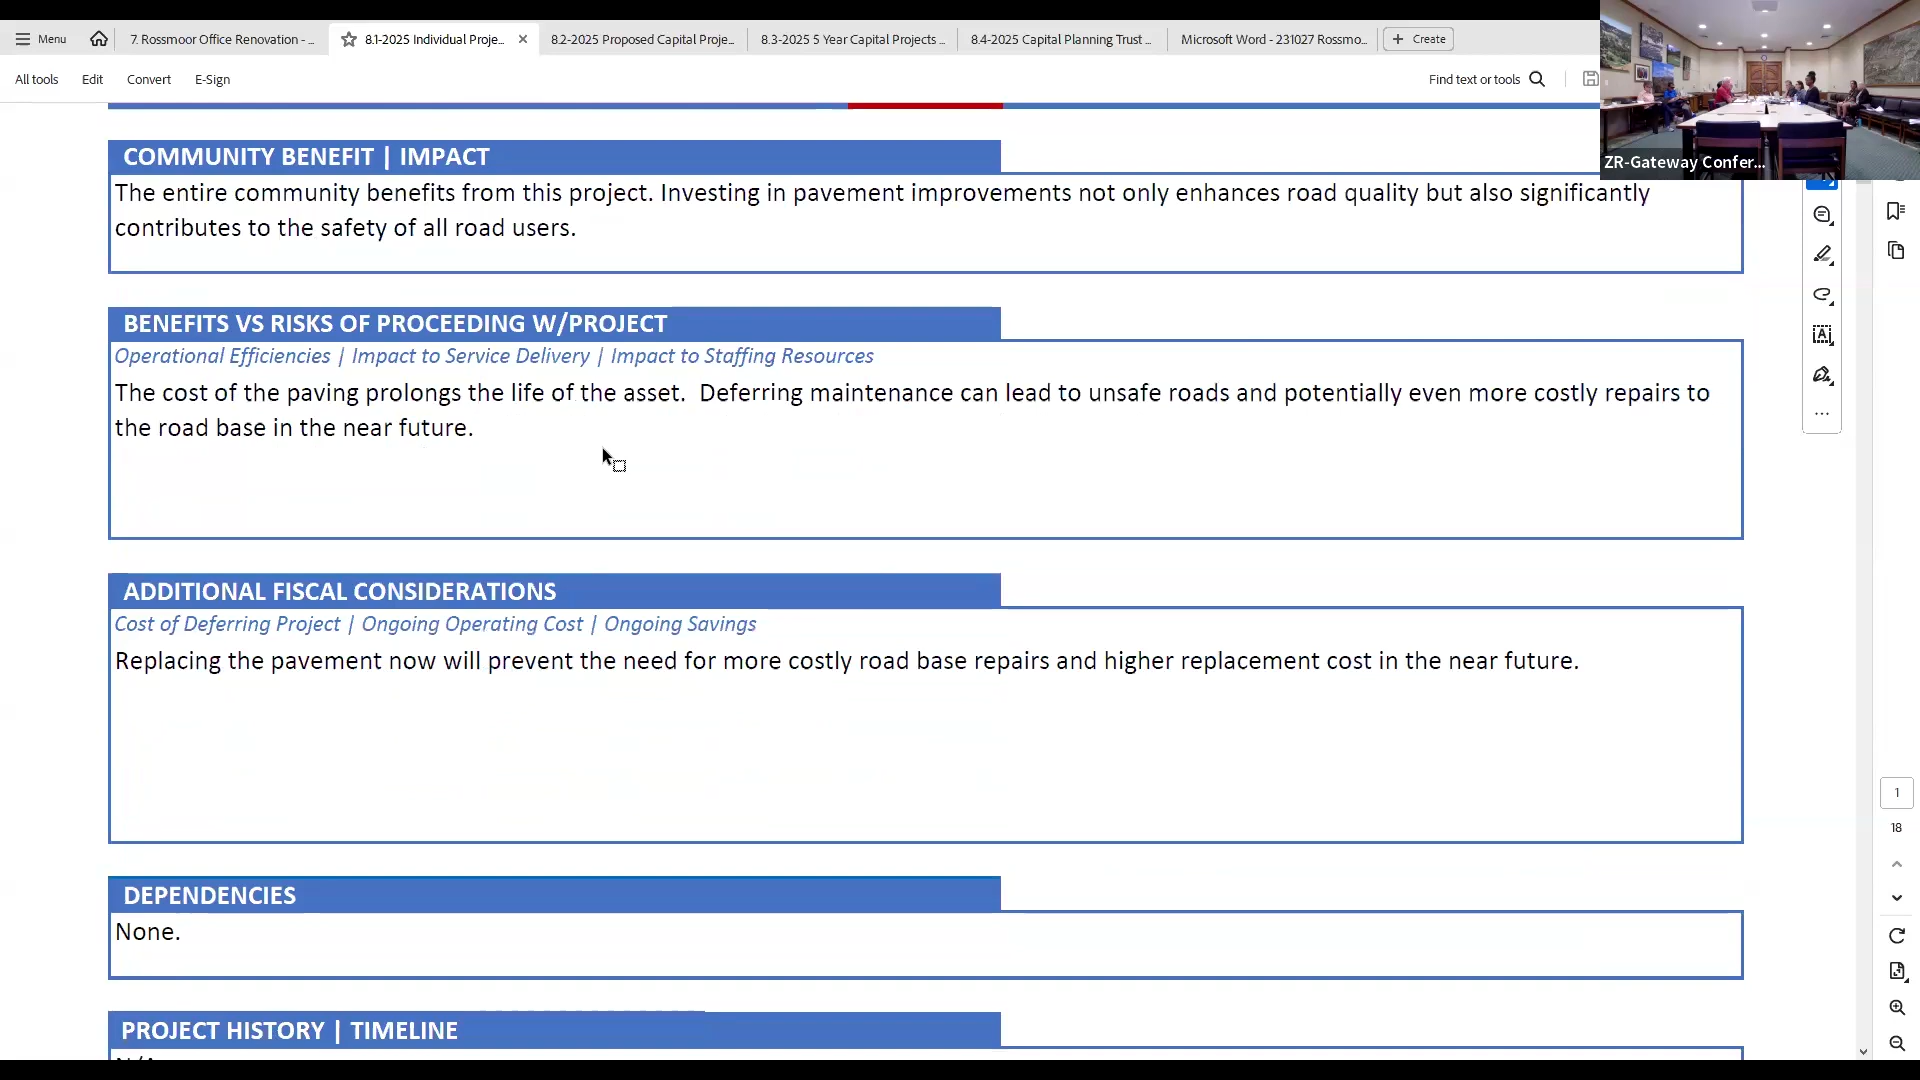 Menu
7. Rossmoor Office Renovation - ...
8.1-2025 Individual Proje...
8.2-2025 Proposed Capital Proje...
8.3-2025 5 Year Capital Projects ...
8.4-2025 Capital Planning Trust ...
Microsoft Word - 231027 Rossmo...
Create
All tools
Edit
Convert
E-Sign
Find text or tools
ZR-Gateway Confer...
COMMUNITY BENEFIT | IMPACT
The entire community benefits from this project. Investing in pavement improvements not only enhances road quality but also significantly
contributes to the safety of all road users.
BENEFITS VS RISKS OF PROCEEDING W/PROJECT
Operational Efficiencies | Impact to Service Delivery | Impact to Staffing Resources
The cost of the paving prolongs the life of the asset.  Deferring maintenance can lead to unsafe roads and potentially even more costly repairs to
the road base in the near future.
ADDITIONAL FISCAL CONSIDERATIONS
Cost of Deferring Project | Ongoing Operating Cost | Ongoing Savings
Replacing the pavement now will prevent the need for more costly road base repairs and higher replacement cost in the near future.
1
18
DEPENDENCIES
None.
PROJECT HISTORY | TIMELINE